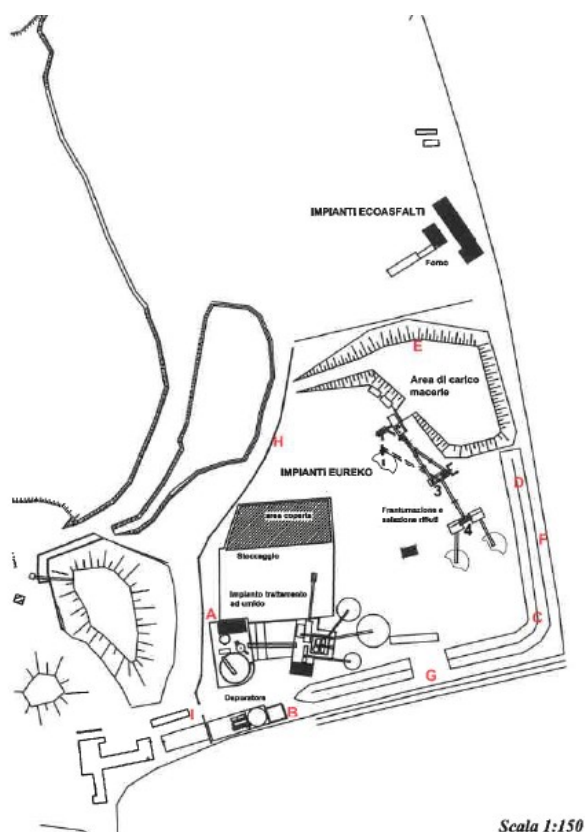 IMPIANTI ECOASFALTI
Forno
E
Area di carico
macerie
H
IMPIANTI EUREKO
3
D
area coperta
Frantumazione e
selezione rifiuti
4
F
Stoccaggio
Impianto trattamento
ad umido
A
C
G
Depuratore
I
B
Scala 1:150